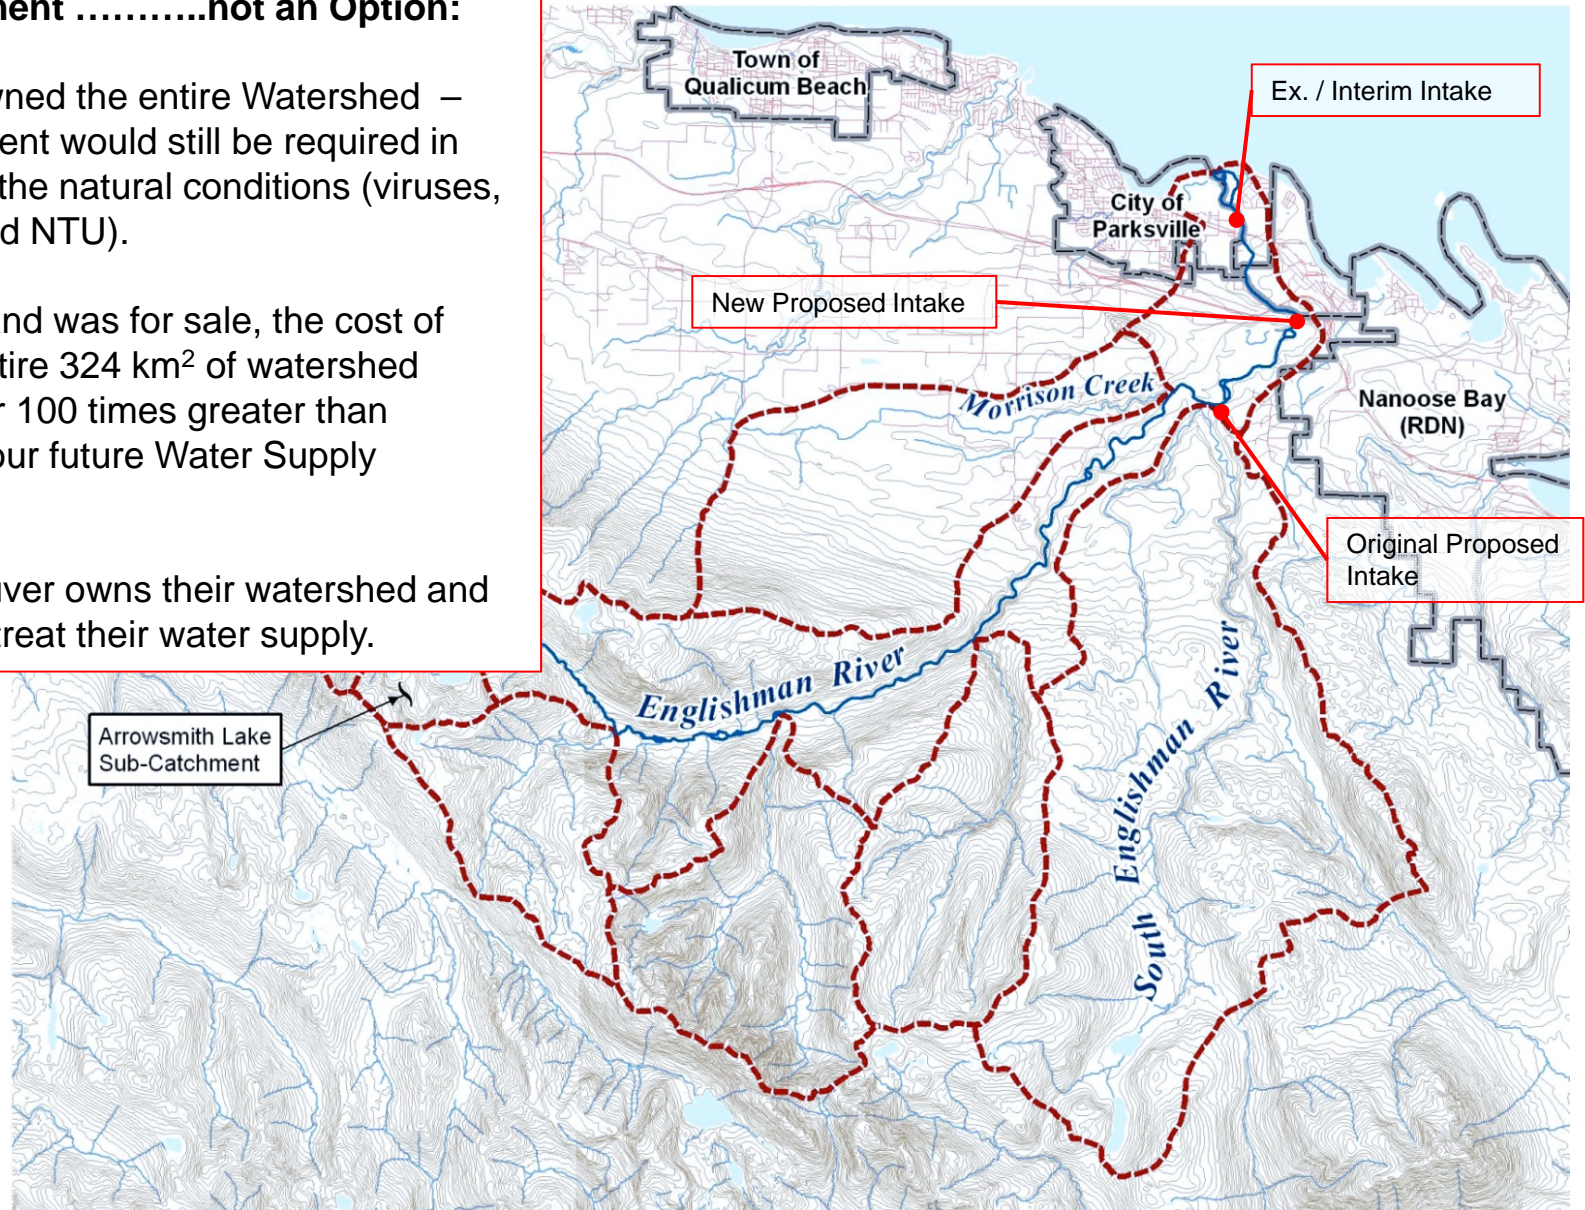 ment ………..not an Option:
wned the entire Watershed –
ent would still be required in
the natural conditions (viruses,
d NTU).
and was for sale, the cost of
tire 324 km² of watershed
r 100 times greater than
our future Water Supply
uver owns their watershed and
treat their water supply.
Town of
Qualicum Beach
Ex. / Interim Intake
City of
Parksville
New Proposed Intake
Morrison Creek
Nanoose Bay
(RDN)
Original Proposed
Intake
Englishman River
South Englishman River
Arrowsmith Lake
Sub-Catchment